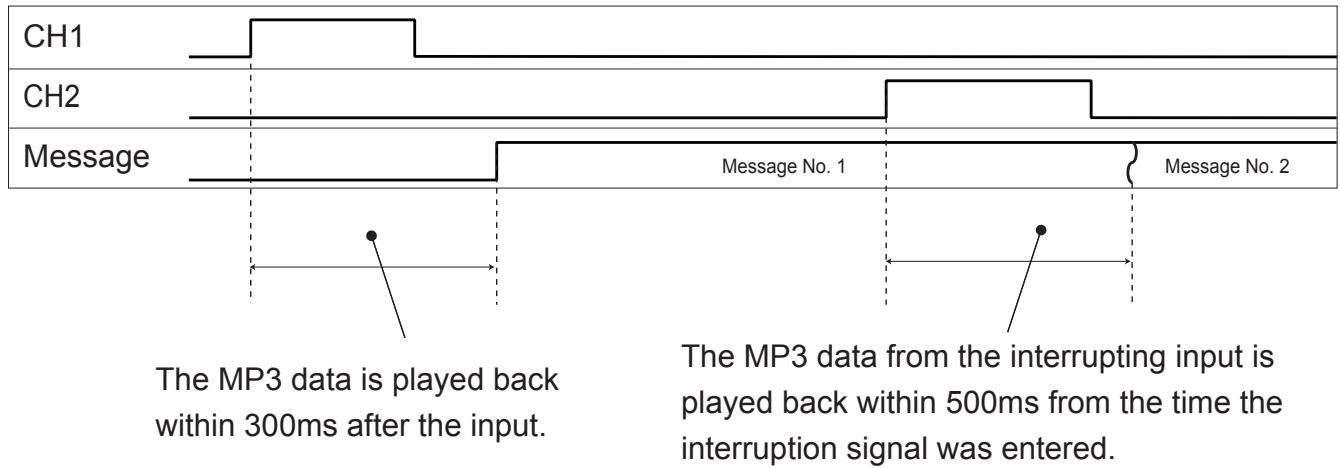 CH1
CH2
Message
Message No. 1
Message No. 2
The MP3 data is played back
within 300ms after the input.
The MP3 data from the interrupting input is
played back within 500ms from the time the
interruption signal was entered.